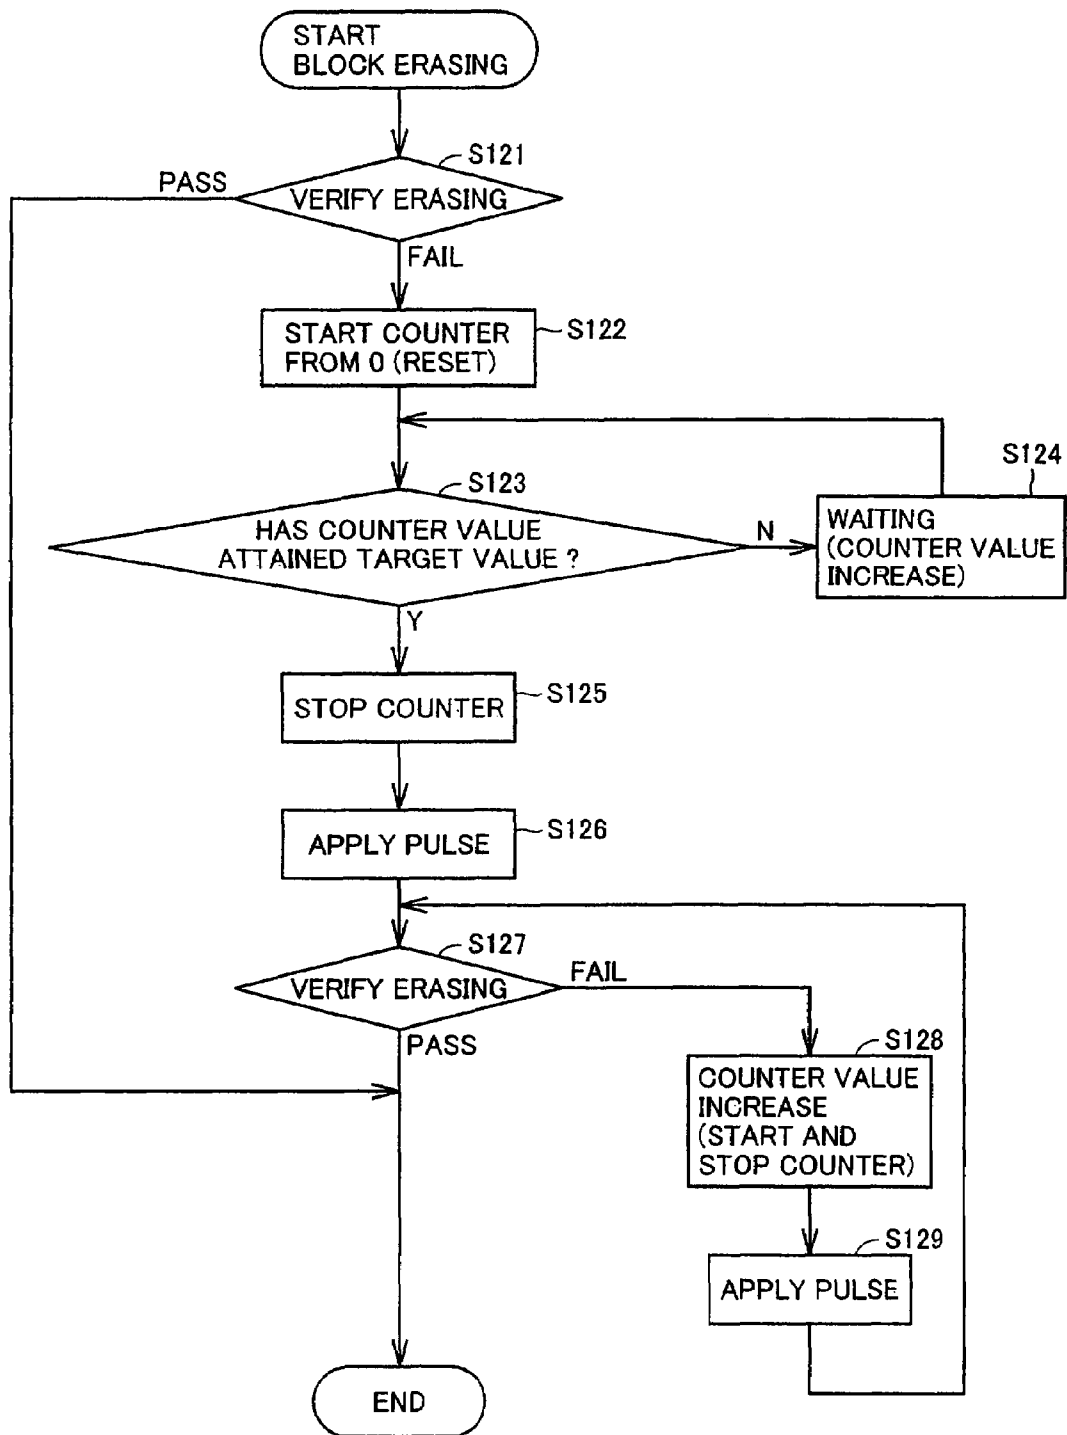 START
BLOCK ERASING
S121
PASS
VERIFY ERASING
FAIL
START COUNTER
FROM 0 (RESET)
S122
S123
S124
HAS COUNTER VALUE
ATTAINED TARGET VALUE ?
N
WAITING
(COUNTER VALUE
INCREASE)
Y
STOP COUNTER
S125
APPLY PULSE
S126
S127
VERIFY ERASING
FAIL
PASS
S128
COUNTER VALUE
INCREASE
(START AND
STOP COUNTER)
S129
APPLY PULSE
END